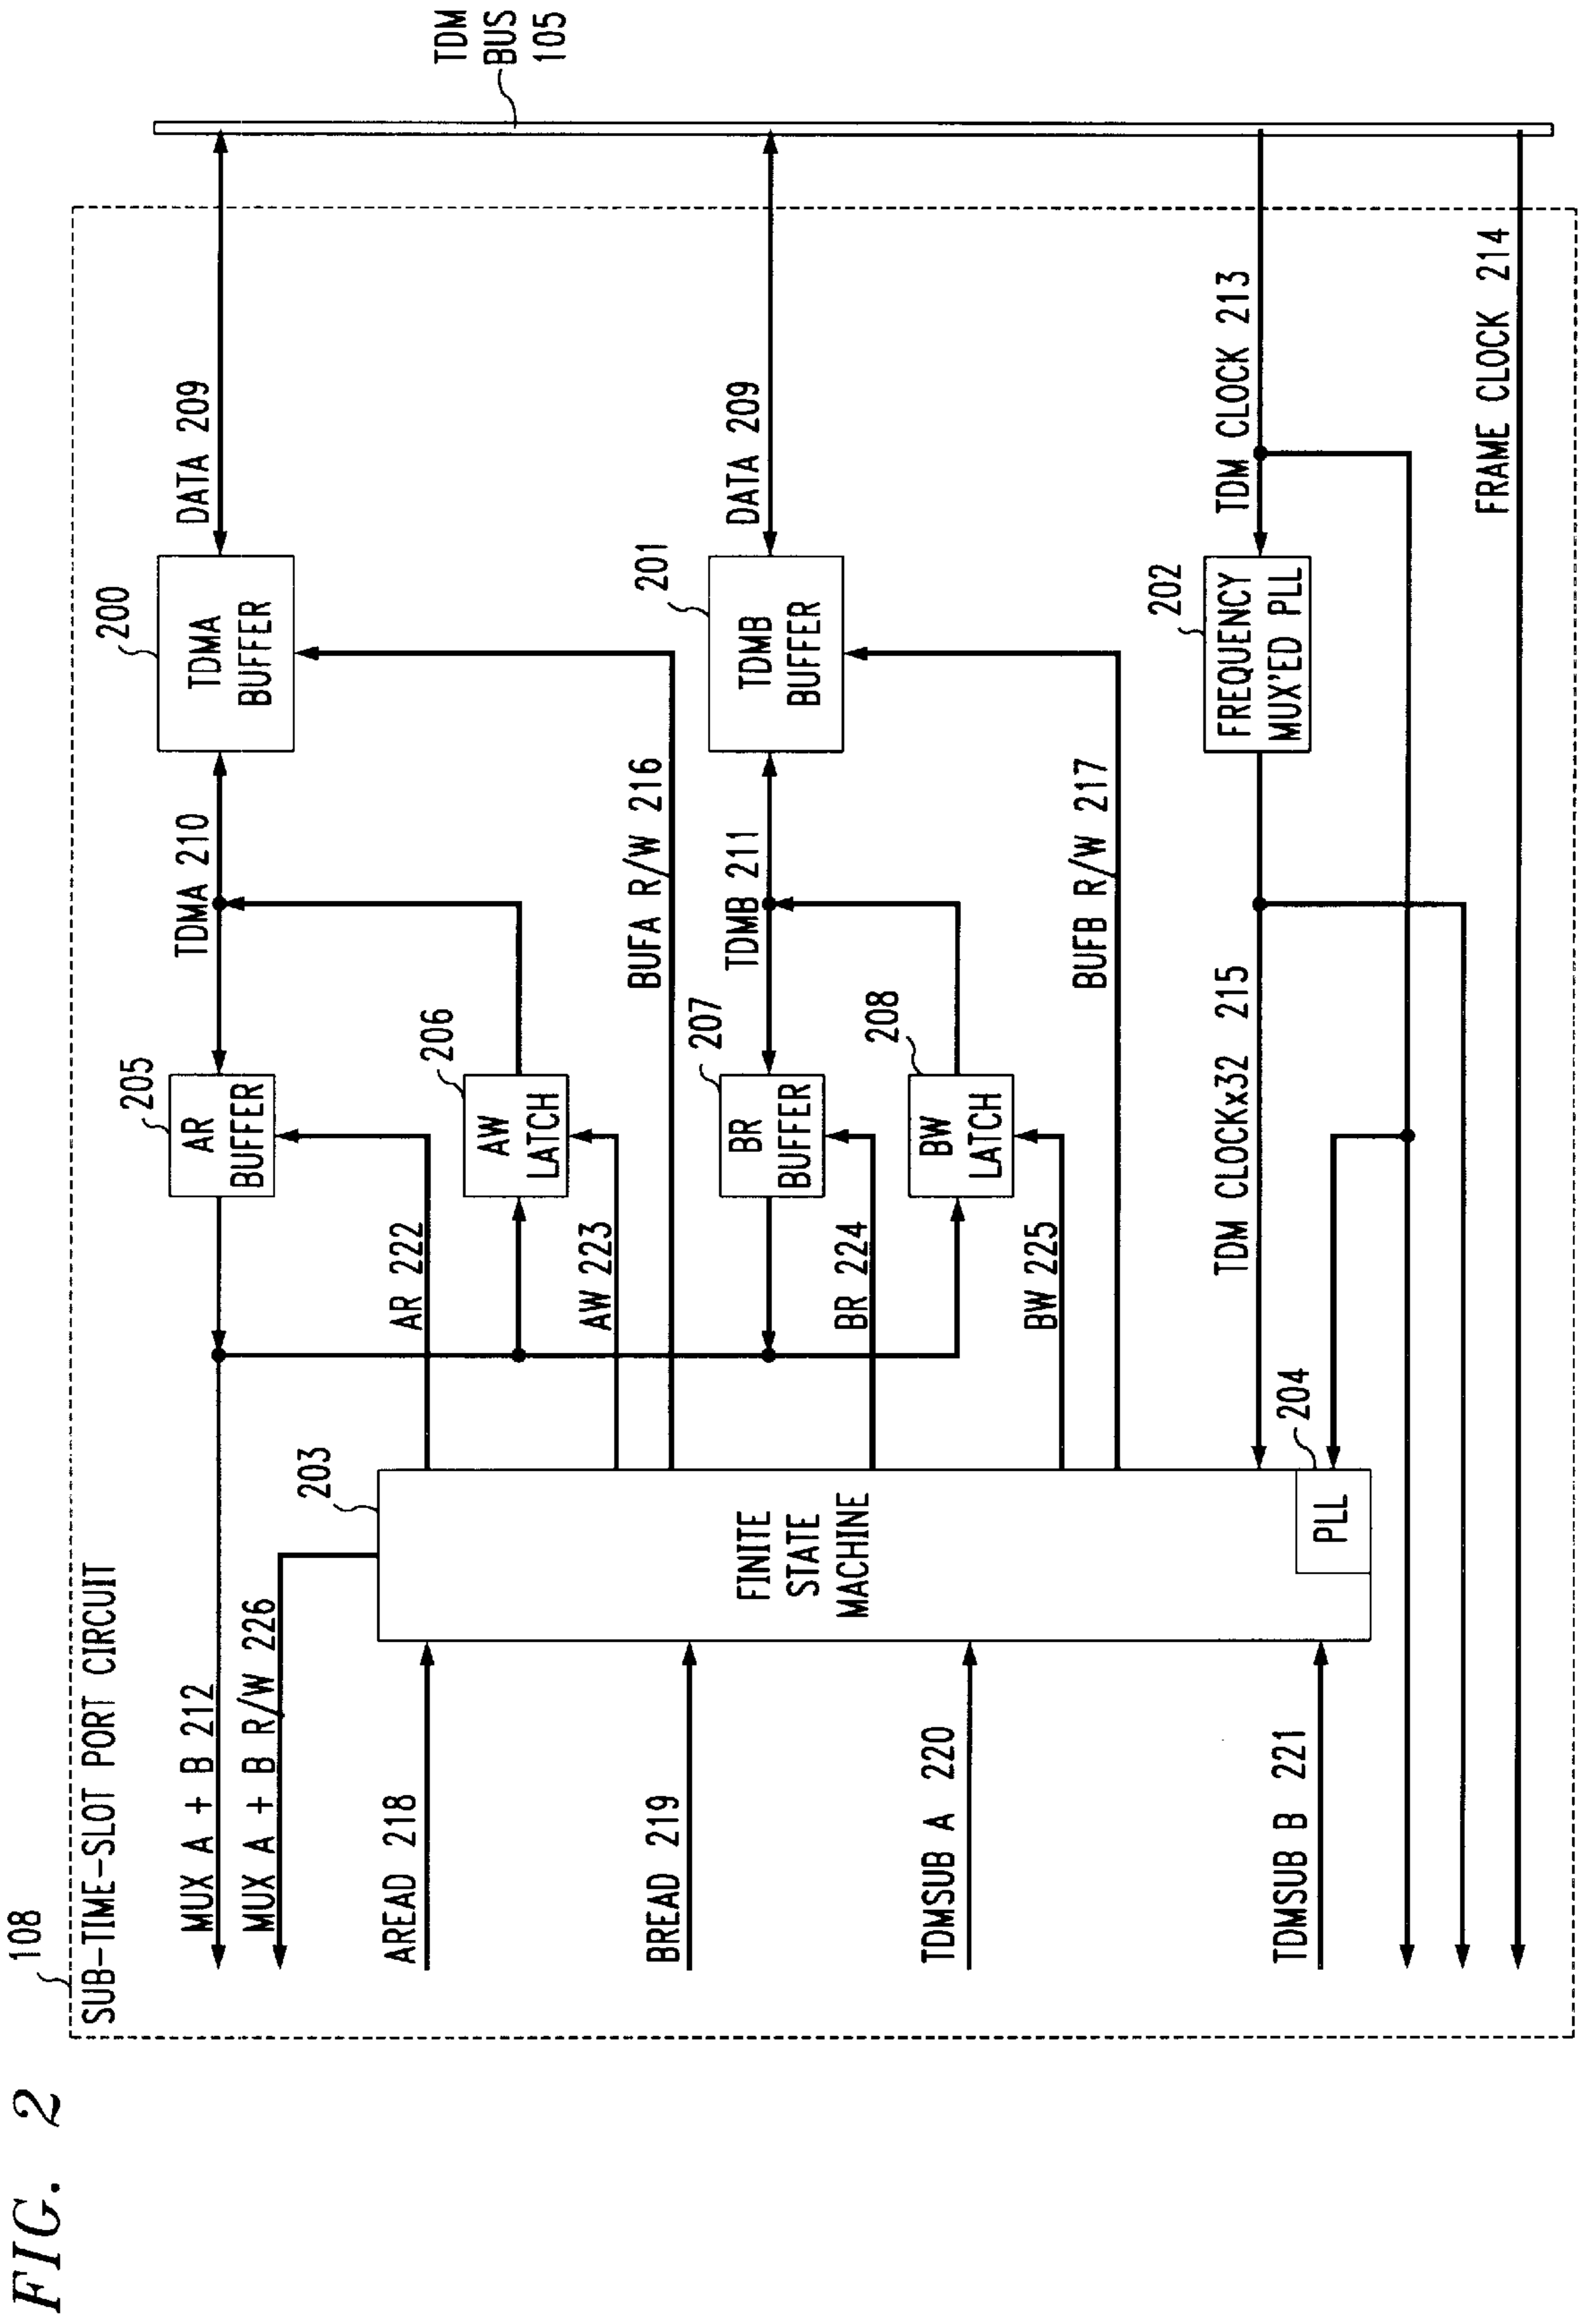 FIG. 2
108
SUB-TIME-SLOT PORT CIRCUIT
MUX A + B 212
MUX A + B R/W 226
AREAD 218
BREAD 219
TDMSUB A 220
TDMSUB B 221
203
FINITE
STATE
MACHINE
204
PLL
AR 222
AW 223
BR 224
BW 225
205
AR
BUFFER
206
AW
LATCH
207
BR
BUFFER
208
BW
LATCH
TDMA 210
BUFA R/W 216
TDMB 211
BUFB R/W 217
TDM CLOCKx32 215
200
TDMA
BUFFER
201
TDMB
BUFFER
202
FREQUENCY
MUX'ED PLL
DATA 209
DATA 209
TDM CLOCK 213
FRAME CLOCK 214
TDM
BUS
105